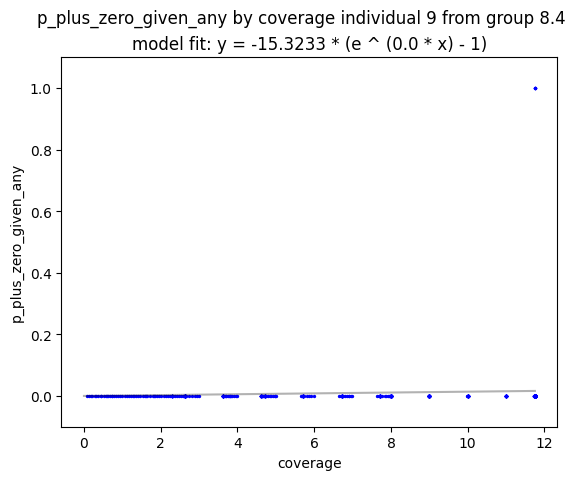 p_plus_zero_given_any by coverage individual 9 from group 8.4
model fit: y = -15.3233 * (e ^ (0.0 * x) - 1)
1.0
0.8
0.6
0.4
0.2
0.0
p_plus_zero_given_any
0 2 4 6 8 10 12
coverage